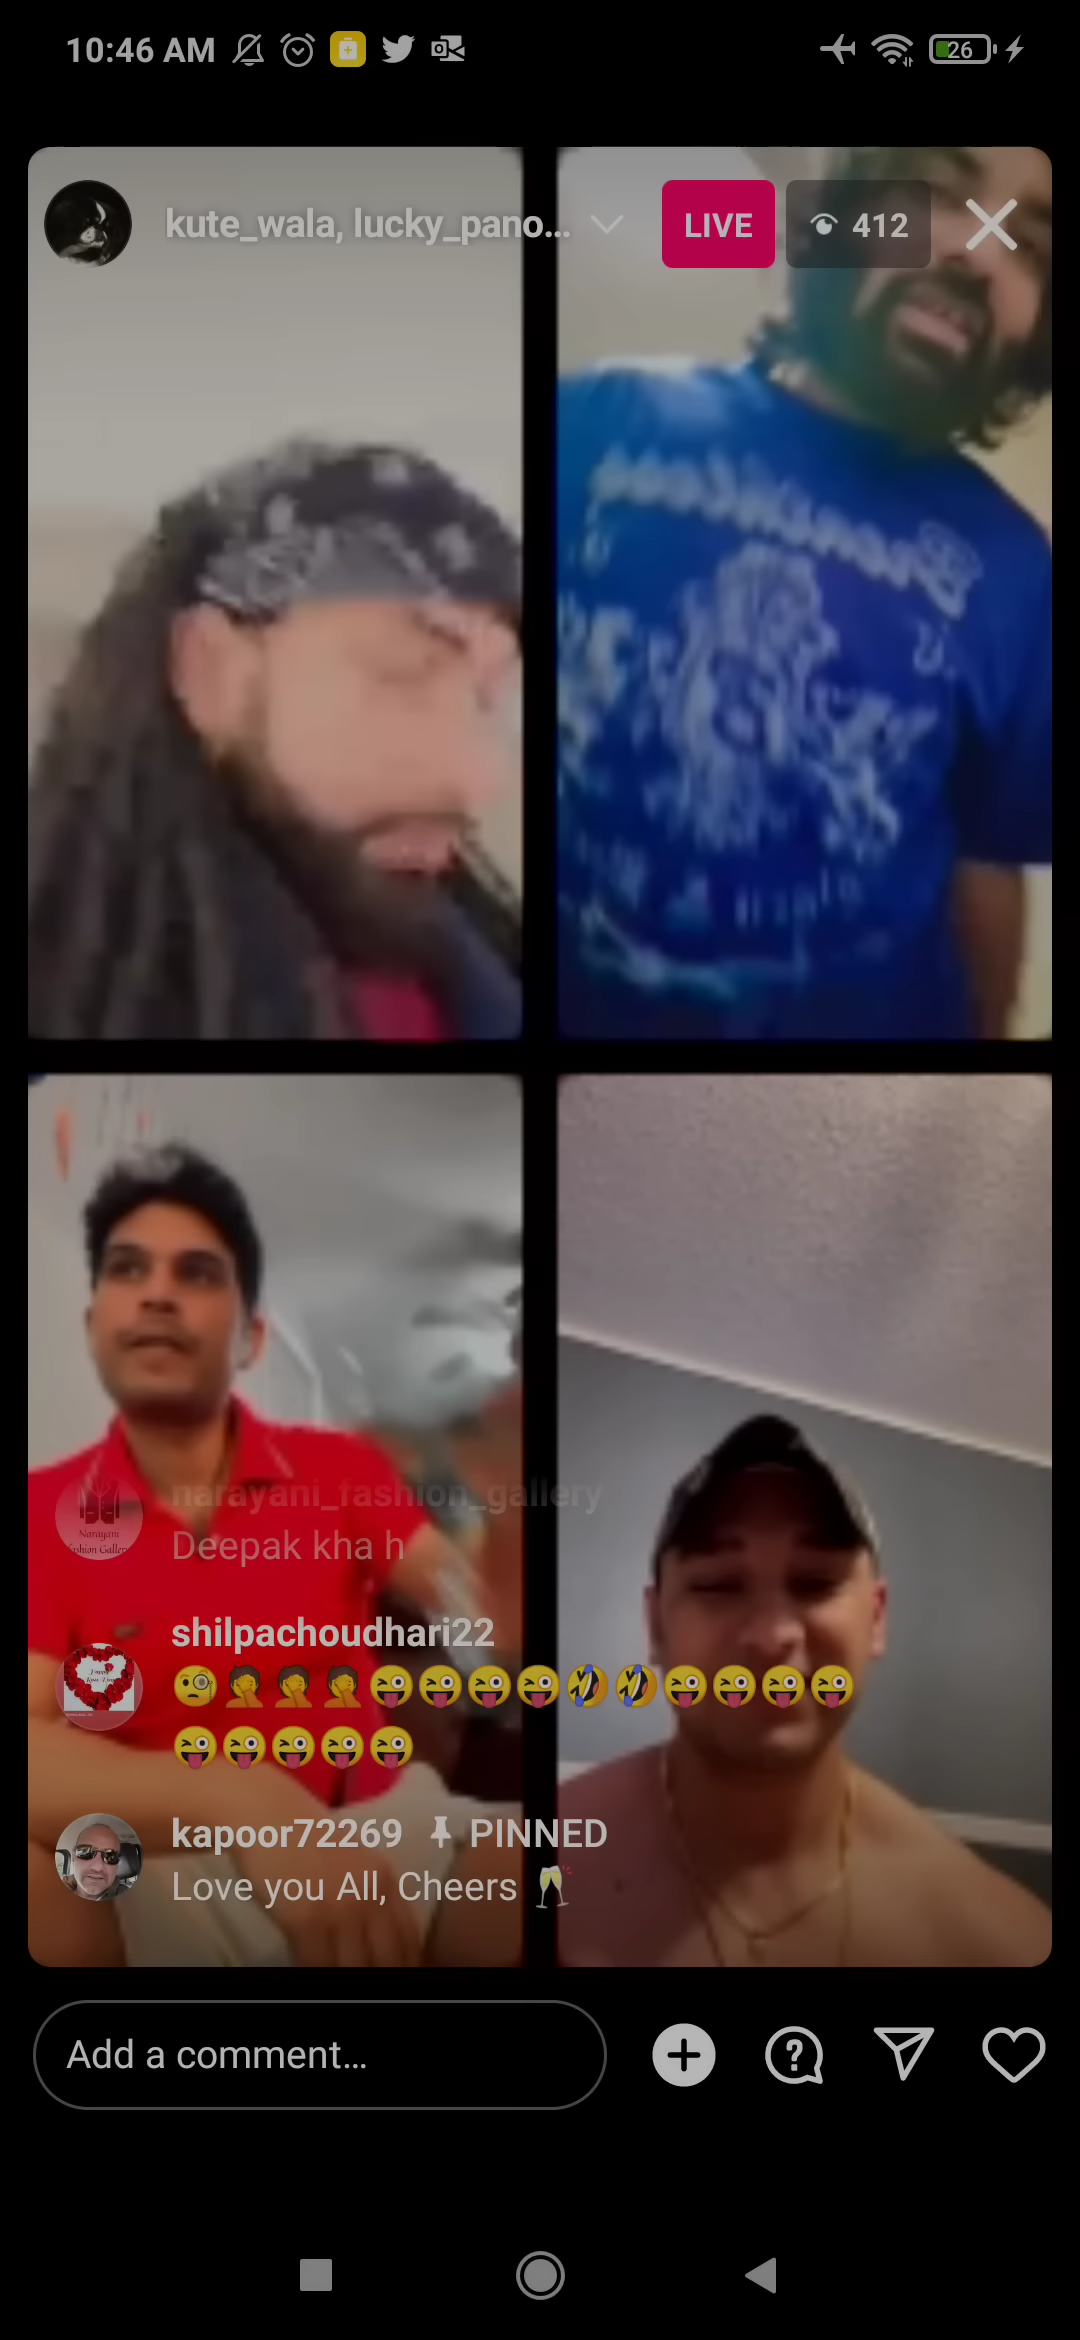 10:46 AM
26
kute_wala, lucky_pano...
LIVE
412
narayani_fashion_gallery
Deepak kha h
Narayani
shilpachoudhari22
🧐🤦🤦🤦😜😜😜😜🤣🤣😜😜😜😜
😜😜😜😜😜
kapoor72269 PINNED
Love you All, Cheers 🥂
Add a comment...